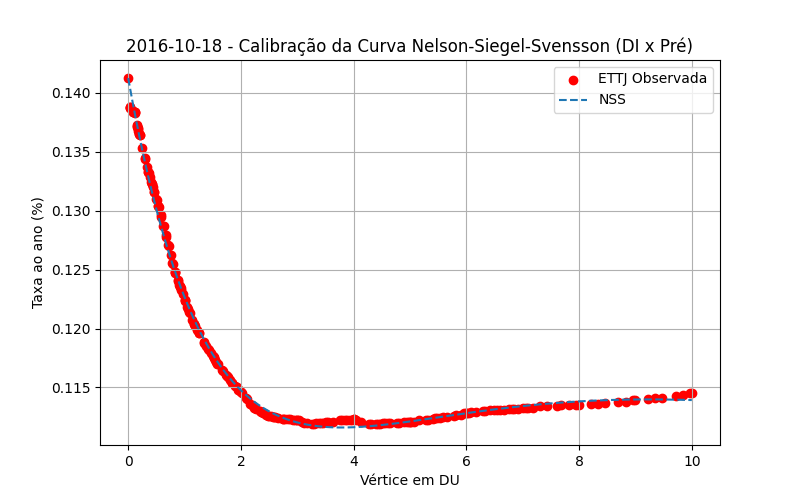 2016-10-18 - Calibração da Curva Nelson-Siegel-Svensson (DI x Pré)
ETTJ Observada
NSS
Taxa ao ano (%)
0.140
0.135
0.130
0.125
0.120
0.115
0
2
4
6
8
10
Vértice em DU